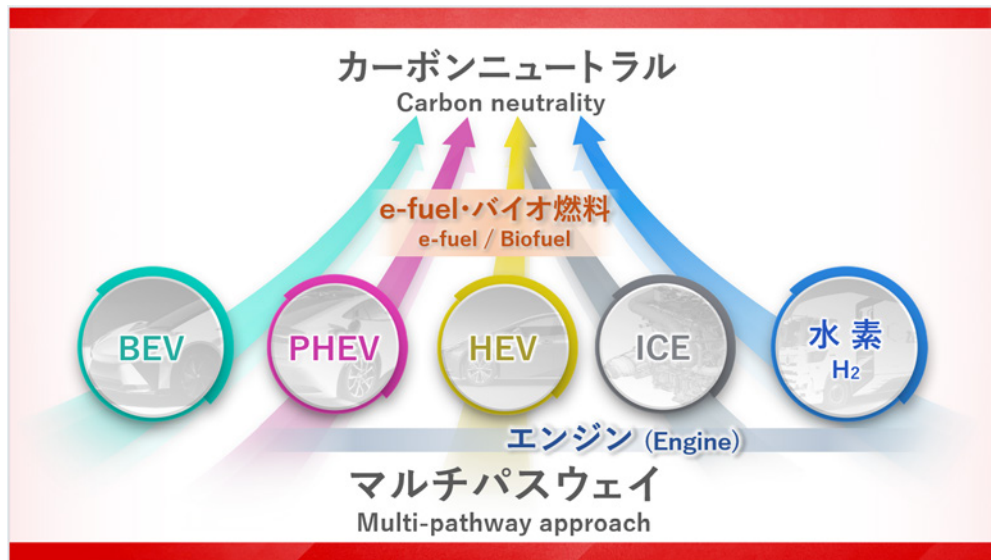 カーボンニュートラル
Carbon neutrality
e-fuel・バイオ燃料
e-fuel / Biofuel
BEV
PHEV
HEV
ICE
水素
H₂
エンジン (Engine)
マルチパスウェイ
Multi-pathway approach